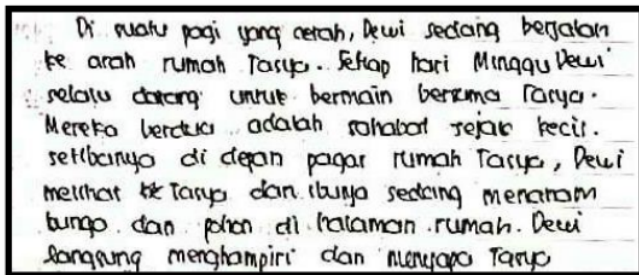 Di suatu pagi yang cerah, Dewi sedang berjalan
ke arah rumah Tasya. Setiap hari Minggu Dewi
selalu datang untuk bermain bersama Tasya.
Mereka berdua adalah sahabat sejak kecil.
setibanya di depan pagar rumah Tasya, Dewi
melihat Tasya dan ibunya sedang menanam
bunga dan pohon di halaman rumah. Dewi
langsung menghampiri dan menyapa Tasya